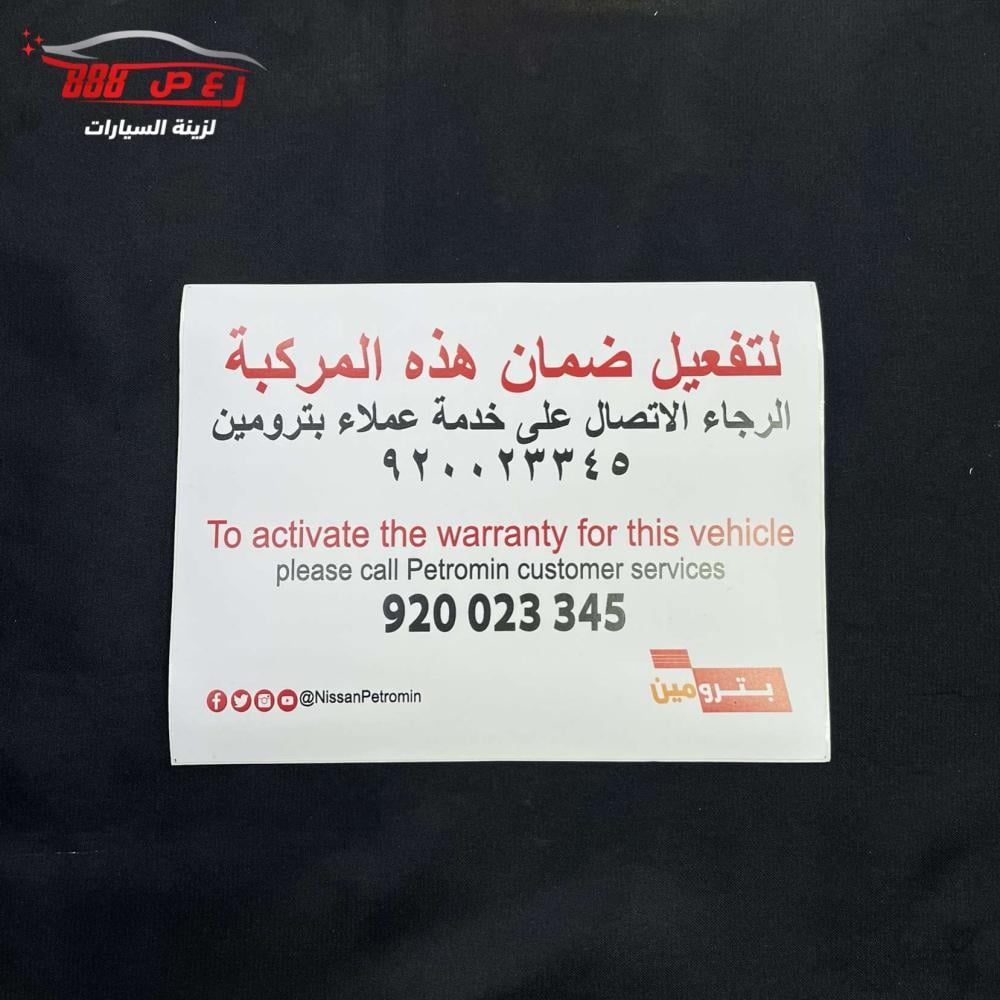 888 ر ع ص
لزينة السيارات
لتفعيل ضمان هذه المركبة
الرجاء الاتصال على خدمة عملاء بترومين
٩٢٠٠٢٣٣٤٥
To activate the warranty for this vehicle
please call Petromin customer services
920 023 345
@NissanPetromin
بترومين